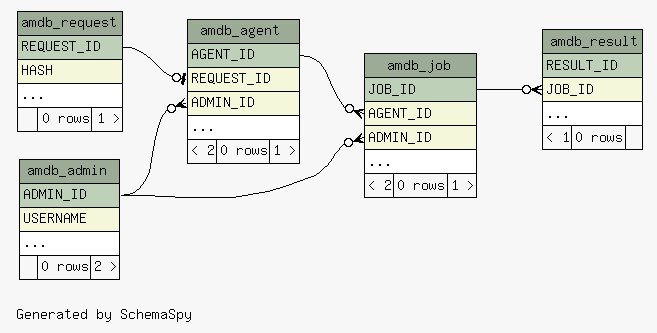 amdb_request
REQUEST_ID
HASH
...
0 rows 1 >
amdb_agent
AGENT_ID
REQUEST_ID
ADMIN_ID
...
< 2 0 rows 1 >
amdb_job
JOB_ID
AGENT_ID
ADMIN_ID
...
< 2 0 rows 1 >
amdb_result
RESULT_ID
JOB_ID
...
< 1 0 rows
amdb_admin
ADMIN_ID
USERNAME
...
0 rows 2 >
Generated by SchemaSpy